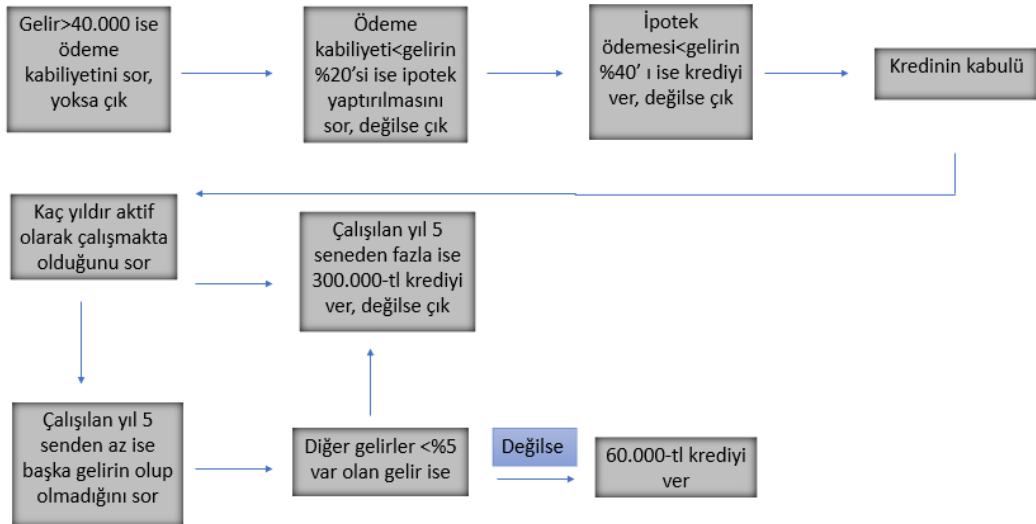 Gelir>40.000 ise
ödeme
kabiliyetini sor,
yoksa çık
Ödeme
kabiliyeti<gelirin
%20'si ise ipotek
yaptırılmasını
sor, değilse çık
İpotek
ödemesi<gelirin
%40' ı ise krediyi
ver, değilse çık
Kredinin kabulü
Kaç yıldır aktif
olarak çalışmakta
olduğunu sor
Çalışılan yıl 5
seneden fazla ise
300.000-tl krediyi
ver, değilse çık
Çalışılan yıl 5
senden az ise
başka gelirin olup
olmadığını sor
Diğer gelirler <%5
var olan gelir ise
Değilse
60.000-tl krediyi
ver